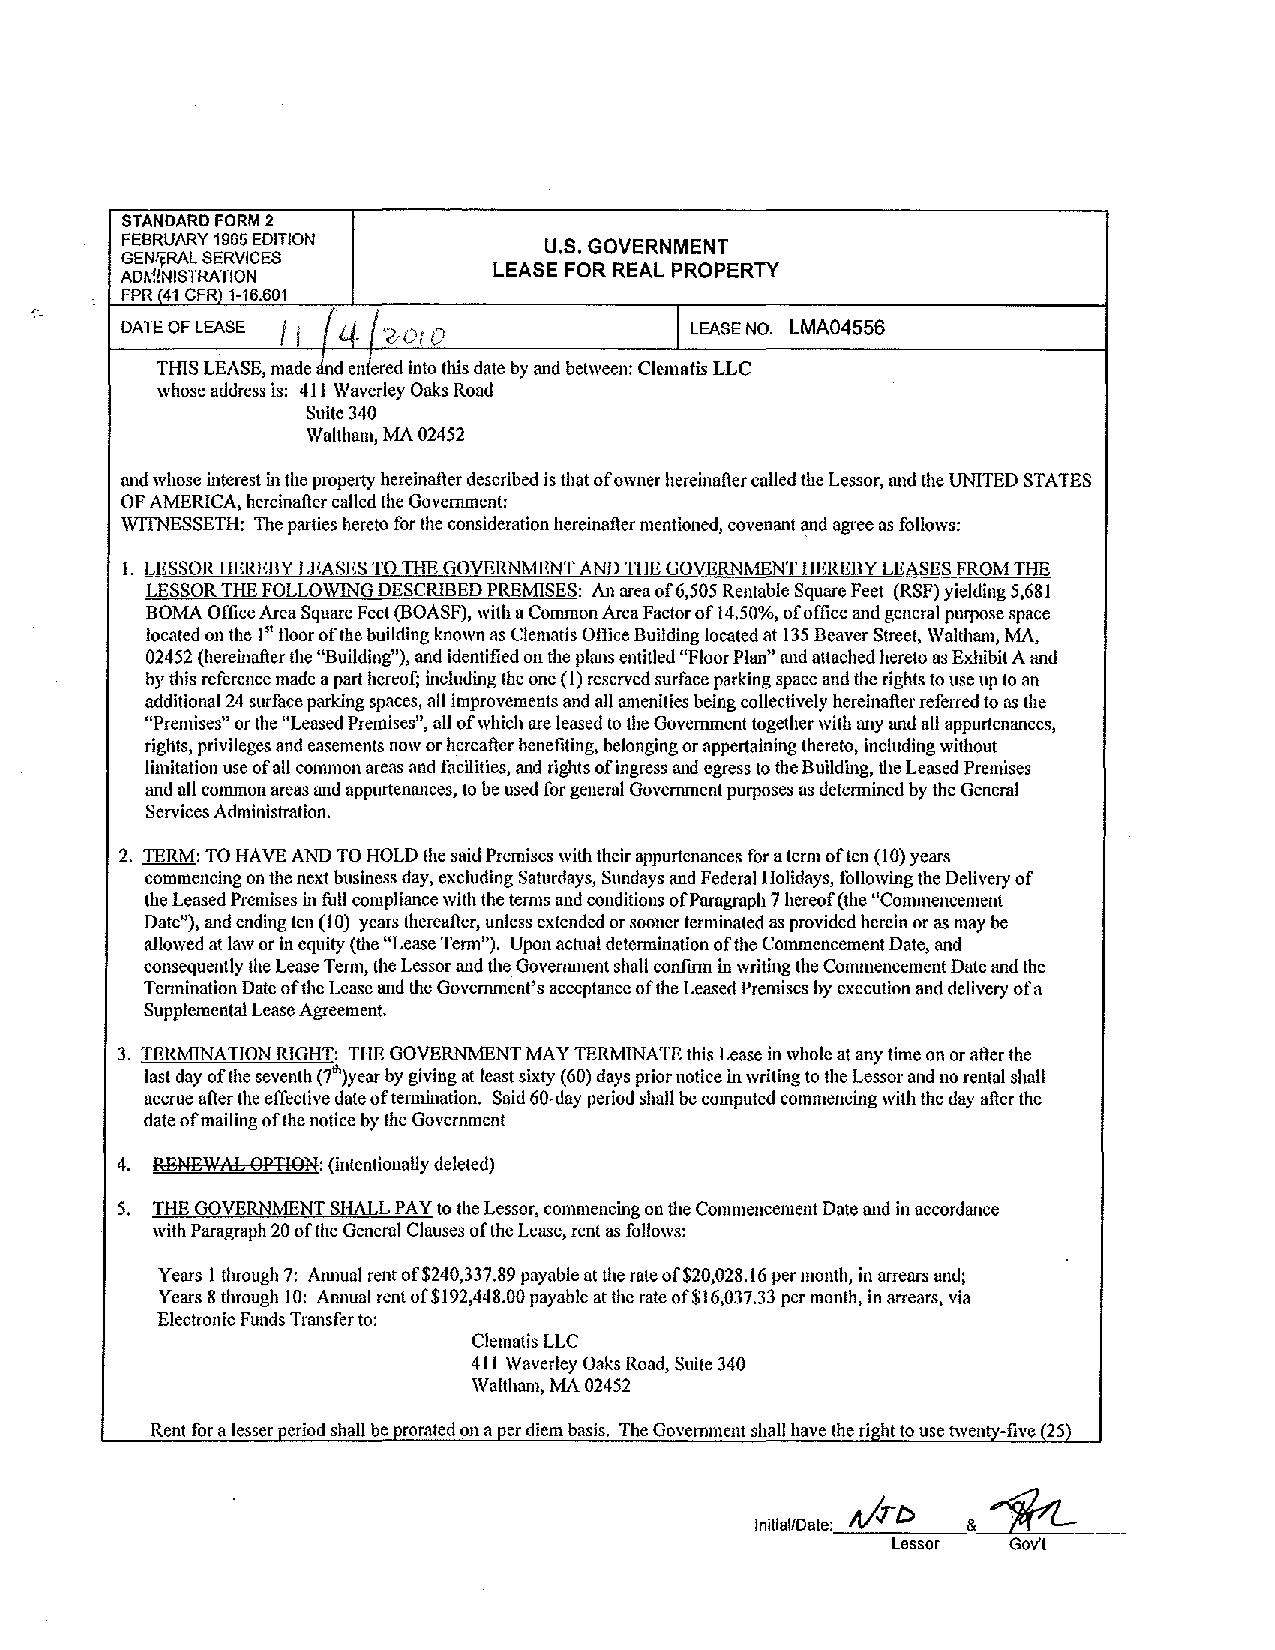 STANDARD FORM 2
FEBRUARY 1965 EDITION
GENERAL SERVICES
ADMINISTRATION
FPR (41 CFR) 1-16.601
U.S. GOVERNMENT
LEASE FOR REAL PROPERTY
DATE OF LEASE 11/4/2010
LEASE NO. LMA04556
THIS LEASE, made and entered into this date by and between: Clematis LLC
whose address is: 411 Waverley Oaks Road
Suite 340
Waltham, MA 02452
and whose interest in the property hereinafter described is that of owner hereinafter called the Lessor, and the UNITED STATES
OF AMERICA, hereinafter called the Government:
WITNESSETH: The parties hereto for the consideration hereinafter mentioned, covenant and agree as follows:
1. LESSOR HEREBY LEASES TO THE GOVERNMENT AND THE GOVERNMENT HEREBY LEASES FROM THE
LESSOR THE FOLLOWING DESCRIBED PREMISES: An area of 6,505 Rentable Square Feet (RSF) yielding 5,681
BOMA Office Area Square Feet (BOASF), with a Common Area Factor of 14.50%, of office and general purpose space
located on the 1st floor of the building known as Clematis Office Building located at 135 Beaver Street, Waltham, MA,
02452 (hereinafter the “Building”), and identified on the plans entitled “Floor Plan” and attached hereto as Exhibit A and
by this reference made a part hereof; including the one (1) reserved surface parking space and the rights to use up to an
additional 24 surface parking spaces, all improvements and all amenities being collectively hereinafter referred to as the
“Premises” or the “Leased Premises”, all of which are leased to the Government together with any and all appurtenances,
rights, privileges and easements now or hereafter benefiting, belonging or appertaining thereto, including without
limitation use of all common areas and facilities, and rights of ingress and egress to the Building, the Leased Premises
and all common areas and appurtenances, to be used for general Government purposes as determined by the General
Services Administration.
2. TERM: TO HAVE AND TO HOLD the said Premises with their appurtenances for a term of ten (10) years
commencing on the next business day, excluding Saturdays, Sundays and Federal Holidays, following the Delivery of
the Leased Premises in full compliance with the terms and conditions of Paragraph 7 hereof (the “Commencement
Date”), and ending ten (10) years thereafter, unless extended or sooner terminated as provided herein or as may be
allowed at law or in equity (the “Lease Term”). Upon actual determination of the Commencement Date, and
consequently the Lease Term, the Lessor and the Government shall confirm in writing the Commencement Date and the
Termination Date of the Lease and the Government’s acceptance of the Leased Premises by execution and delivery of a
Supplemental Lease Agreement.
3. TERMINATION RIGHT: THE GOVERNMENT MAY TERMINATE this Lease in whole at any time on or after the
last day of the seventh (7th)year by giving at least sixty (60) days prior notice in writing to the Lessor and no rental shall
accrue after the effective date of termination. Said 60-day period shall be computed commencing with the day after the
date of mailing of the notice by the Government
4. RENEWAL OPTION: (intentionally deleted)
5. THE GOVERNMENT SHALL PAY to the Lessor, commencing on the Commencement Date and in accordance
with Paragraph 20 of the General Clauses of the Lease, rent as follows:
Years 1 through 7: Annual rent of $240,337.89 payable at the rate of $20,028.16 per month, in arrears and;
Years 8 through 10: Annual rent of $192,448.00 payable at the rate of $16,037.33 per month, in arrears, via
Electronic Funds Transfer to:
Clematis LLC
411 Waverley Oaks Road, Suite 340
Waltham, MA 02452
Rent for a lesser period shall be prorated on a per diem basis. The Government shall have the right to use twenty-five (25)
Initial/Date: NJD &
Lessor Gov't